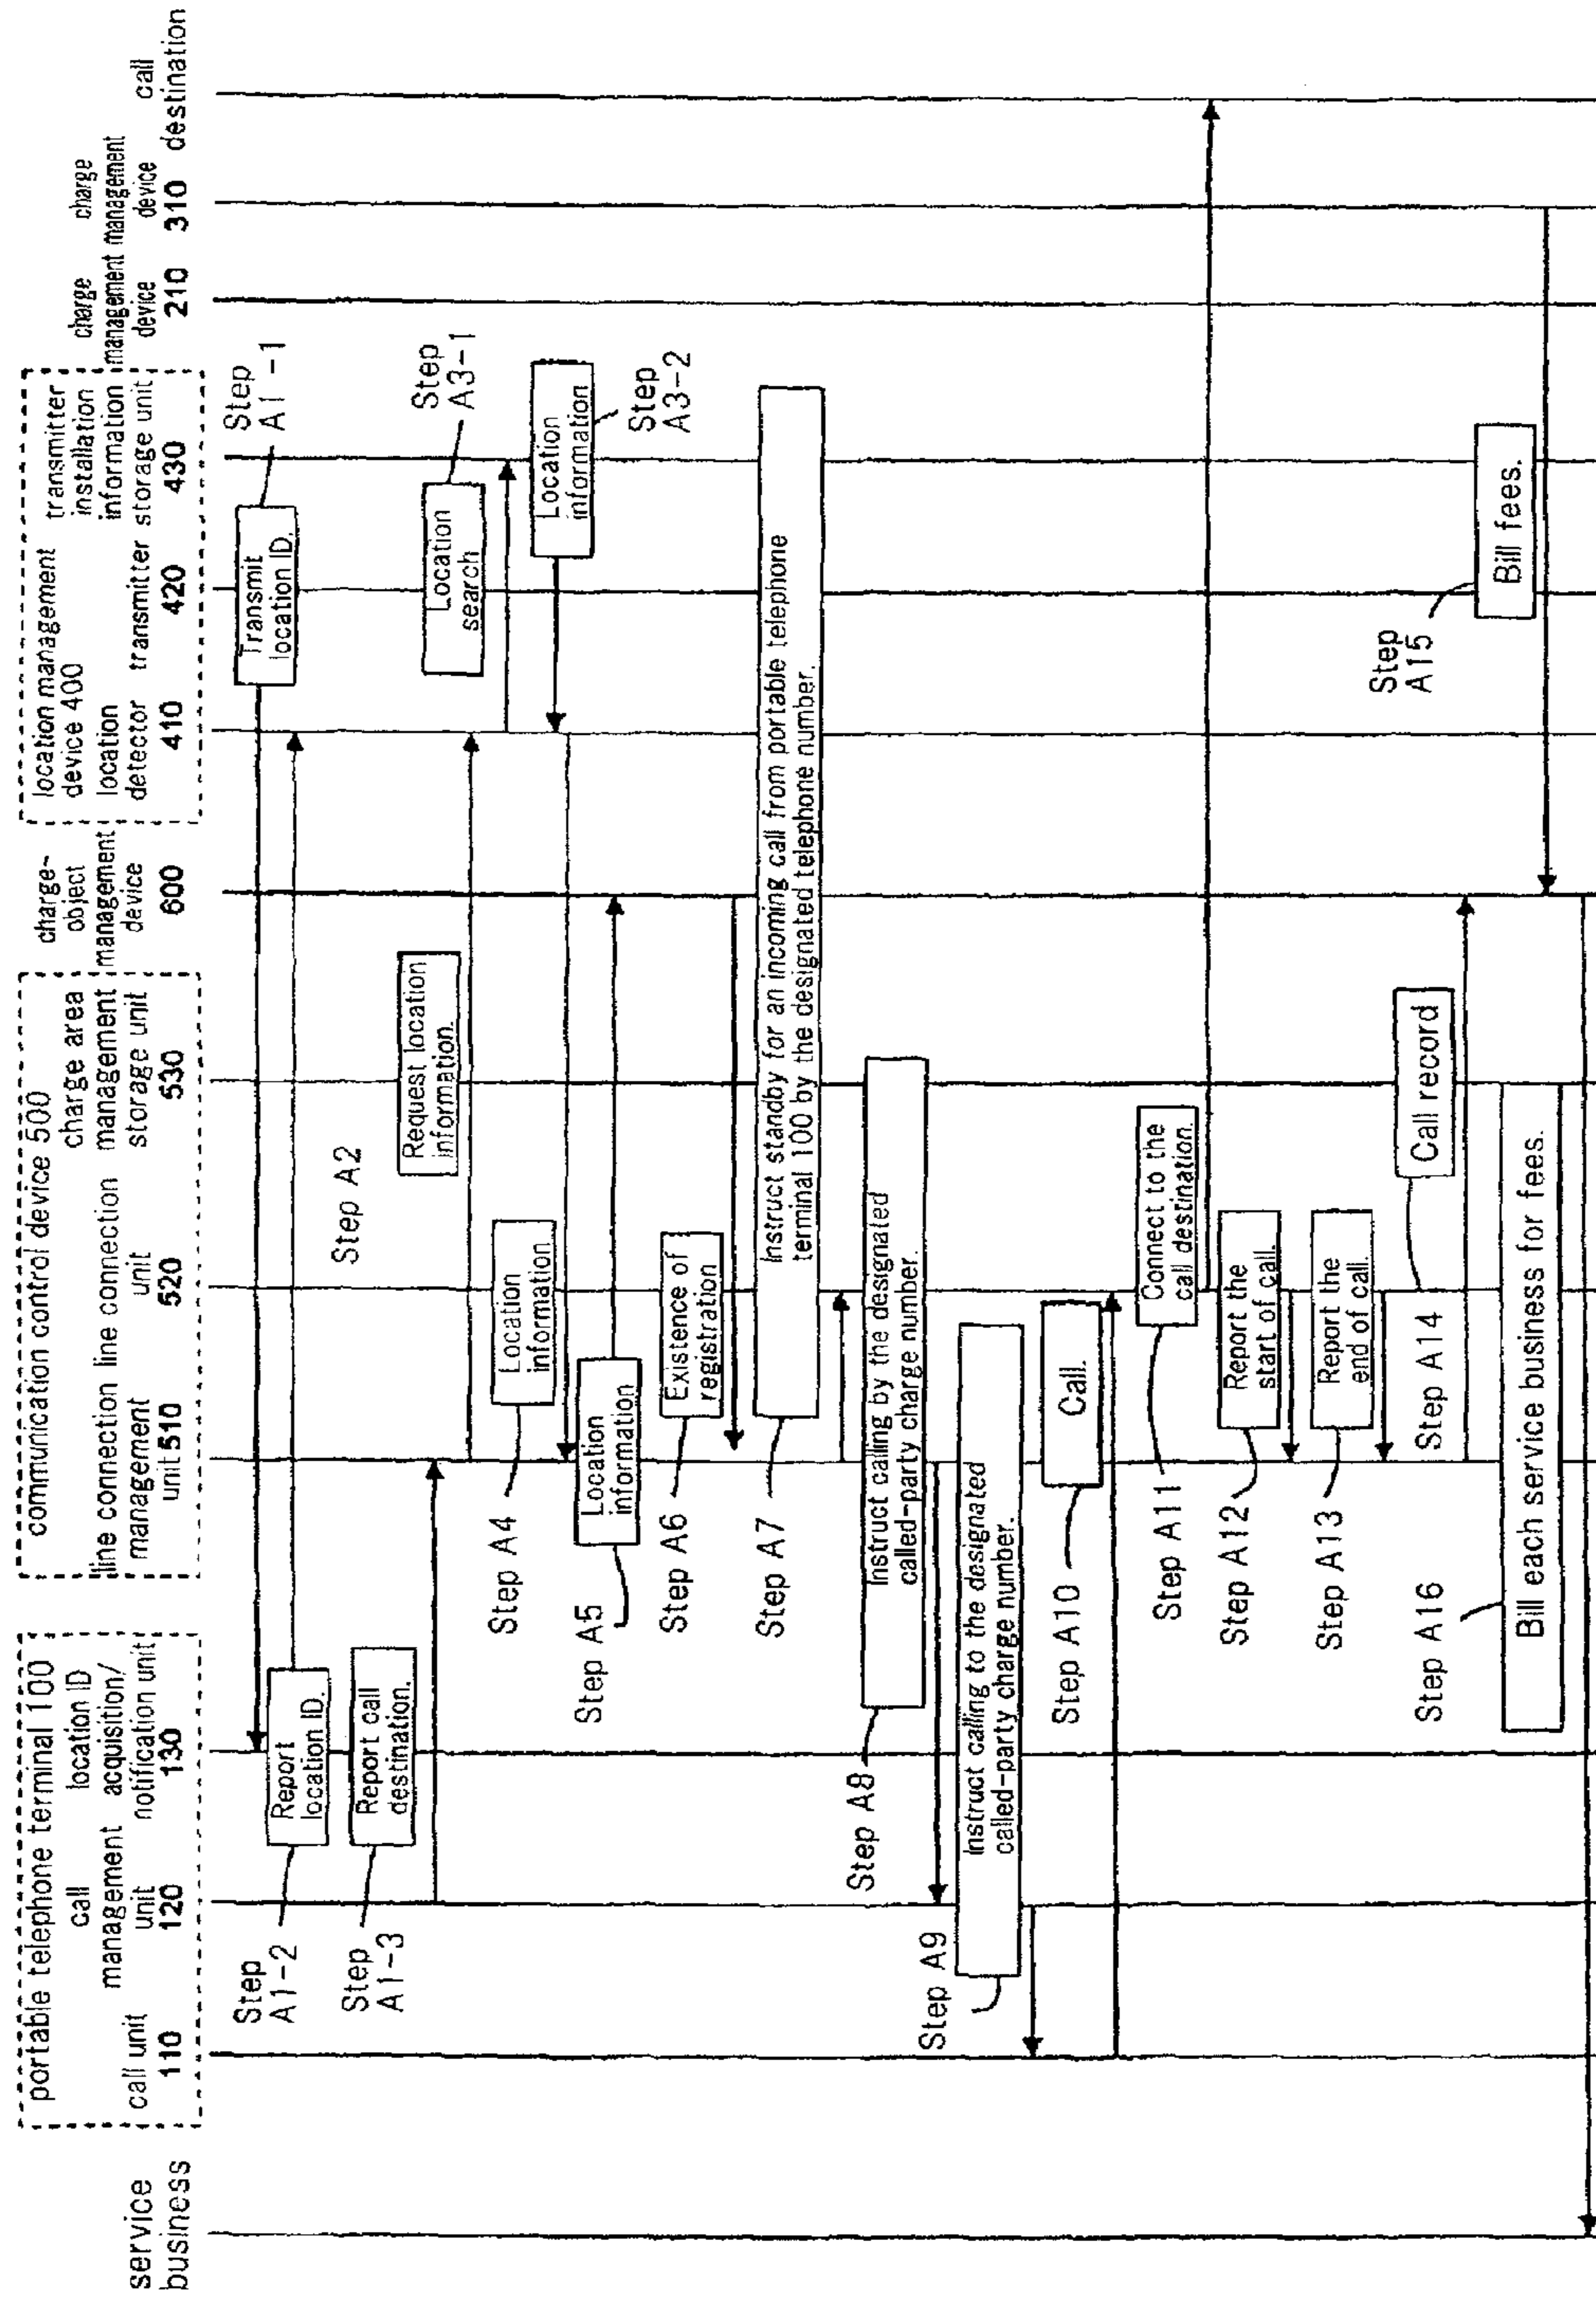 service
business
portable telephone terminal 100
call unit
110
call
management
unit
120
location ID
acquisition/
notification unit
130
communication control device 500
line connection
management
unit 510
line connection
unit
520
charge area
management
storage unit
530
charge-
object
management
device
600
location management
device 400
location
detector
410
transmitter
420
transmitter
installation
information
storage unit
430
charge
management
device
210
charge
management
device
310
call
destination
Step
A1-1
Transmit
location ID.
Step
A1-2
Report
location ID.
Step
A1-3
Report call
destination.
Step A2
Request location
information.
Step
A3-1
Location
search
Step
A3-2
Location
information
Step A4
Location
information
Step A5
Location
information
Step A6
Existence of
registration
Step A7
Instruct standby for an incoming call from portable telephone
terminal 100 by the designated telephone number.
Step A8
Instruct calling by the designated
called-party charge number.
Step A9
Instruct calling to the designated
called-party charge number.
Step A10
Call.
Step A11
Connect to the
call destination.
Step A12
Report the
start of call.
Step A13
Report the
end of call.
Step A14
Call record
Step
A15
Bill fees.
Step A16
Bill each service business for fees.